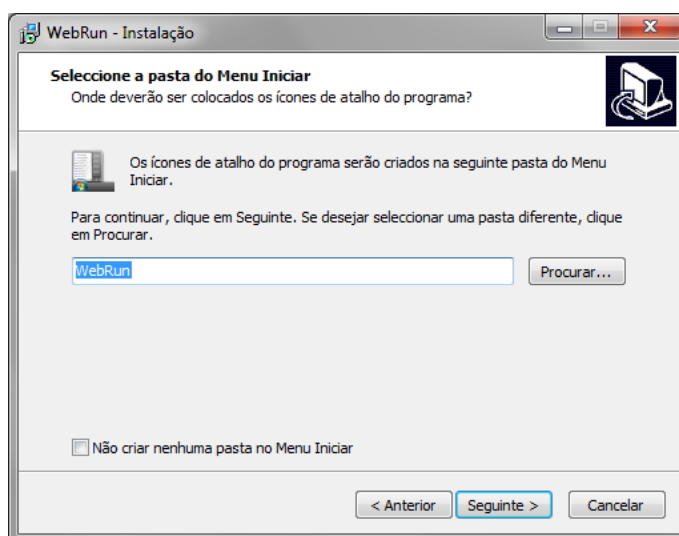 WebRun - Instalação
Seleccione a pasta do Menu Iniciar
Onde deverão ser colocados os ícones de atalho do programa?
Os ícones de atalho do programa serão criados na seguinte pasta do Menu
Iniciar.
Para continuar, clique em Seguinte. Se desejar seleccionar uma pasta diferente, clique
em Procurar.
WebRun
Procurar...
Não criar nenhuma pasta no Menu Iniciar
< Anterior
Seguinte >
Cancelar